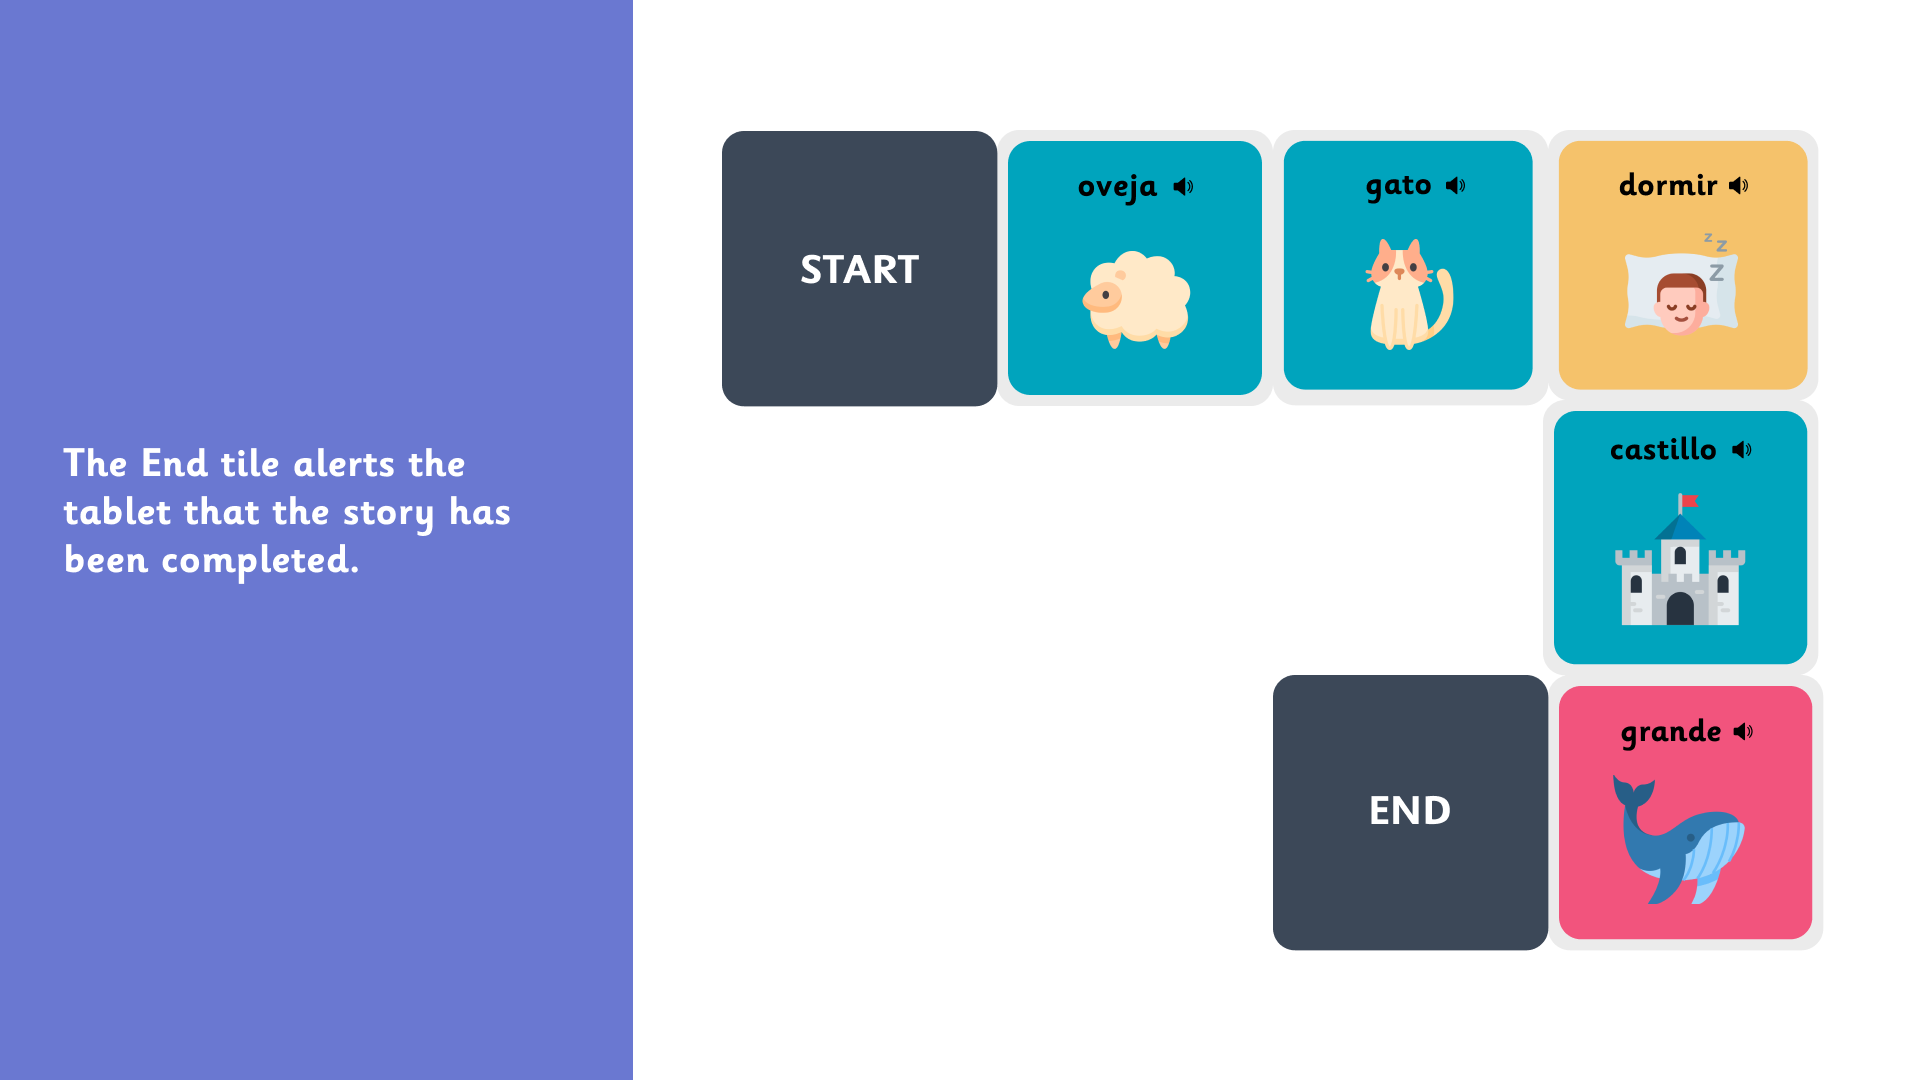 The End tile alerts the
tablet that the story has
been completed.
START
oveja
gato
dormir
z
z
z
castillo
grande
END